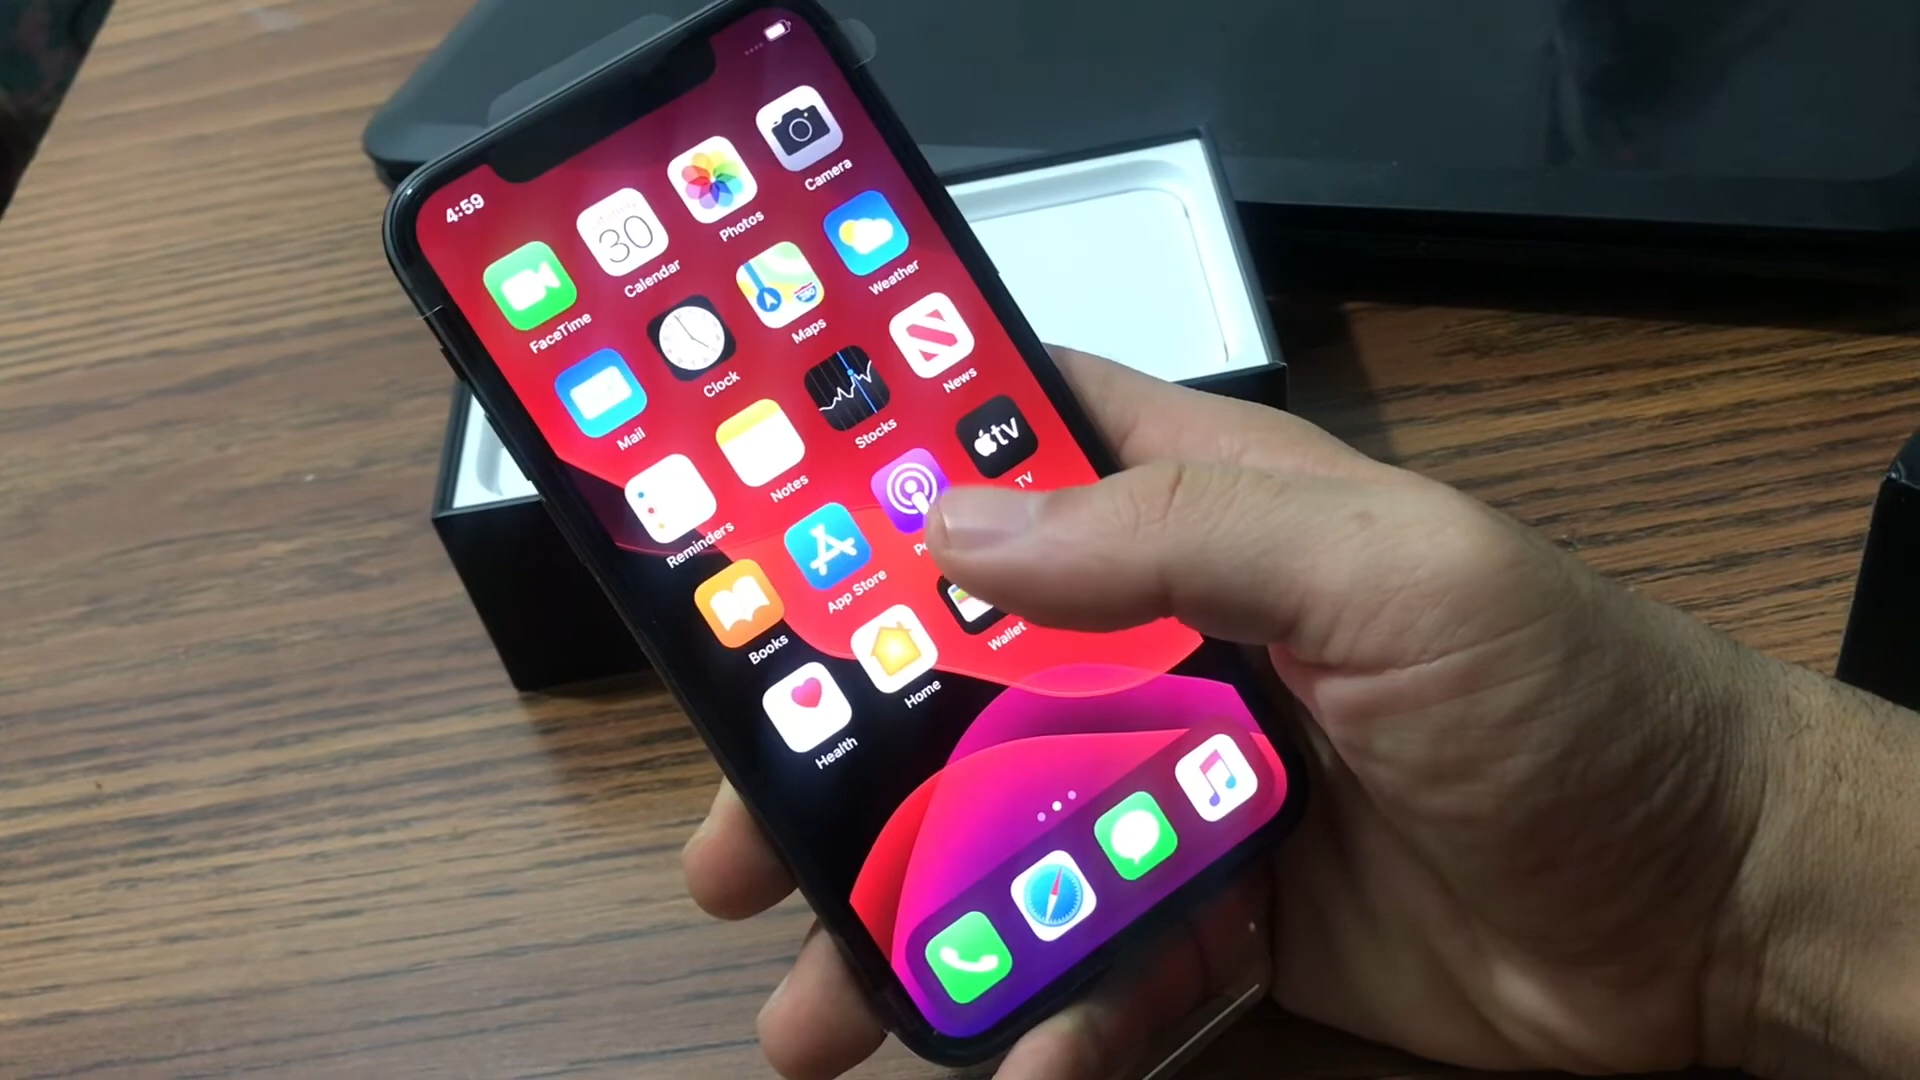 4:59
FaceTime
30
Calendar
Photos
Camera
Mail
Clock
Maps
Weather
Reminders
Notes
Stocks
News
Books
App Store
tv
TV
Health
Home
Wallet